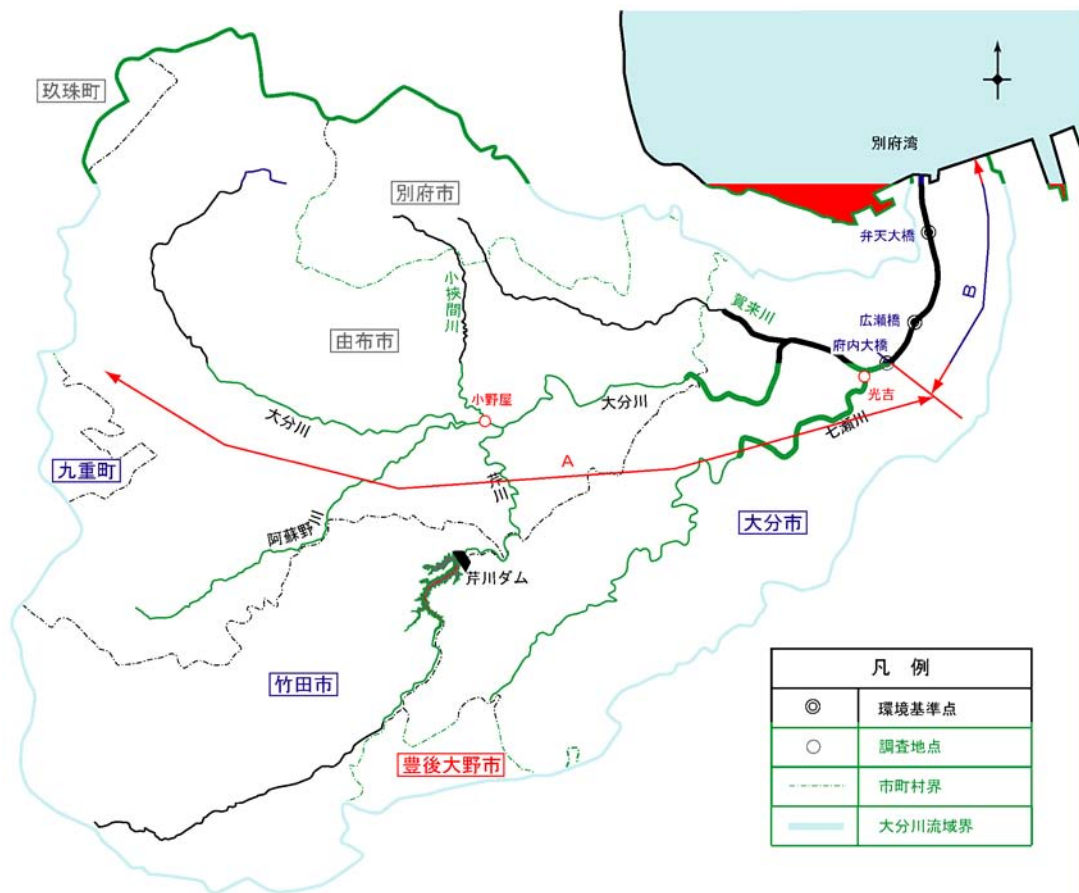 玖珠町
別府湾
別府市
弁天大橋
小挾間川
賀来川
B
広瀬橋
由布市
府内大橋
小野屋
光吉
大分川
大分川
七瀬川
A
九重町
芹川
大分市
阿蘇野川
芹川ダム
竹田市
豊後大野市
凡 例
◎ 環境基準点
○ 調査地点
市町村界
大分川流域界